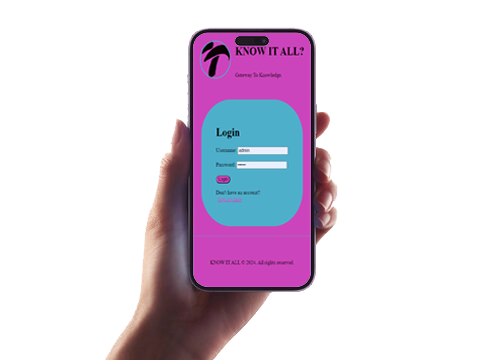 KNOW IT ALL?
Gateway To Knowledge
Login
Username: admin
Password:
Login
Don't have an account?
KNOW IT ALL © 2024. All rights reserved.